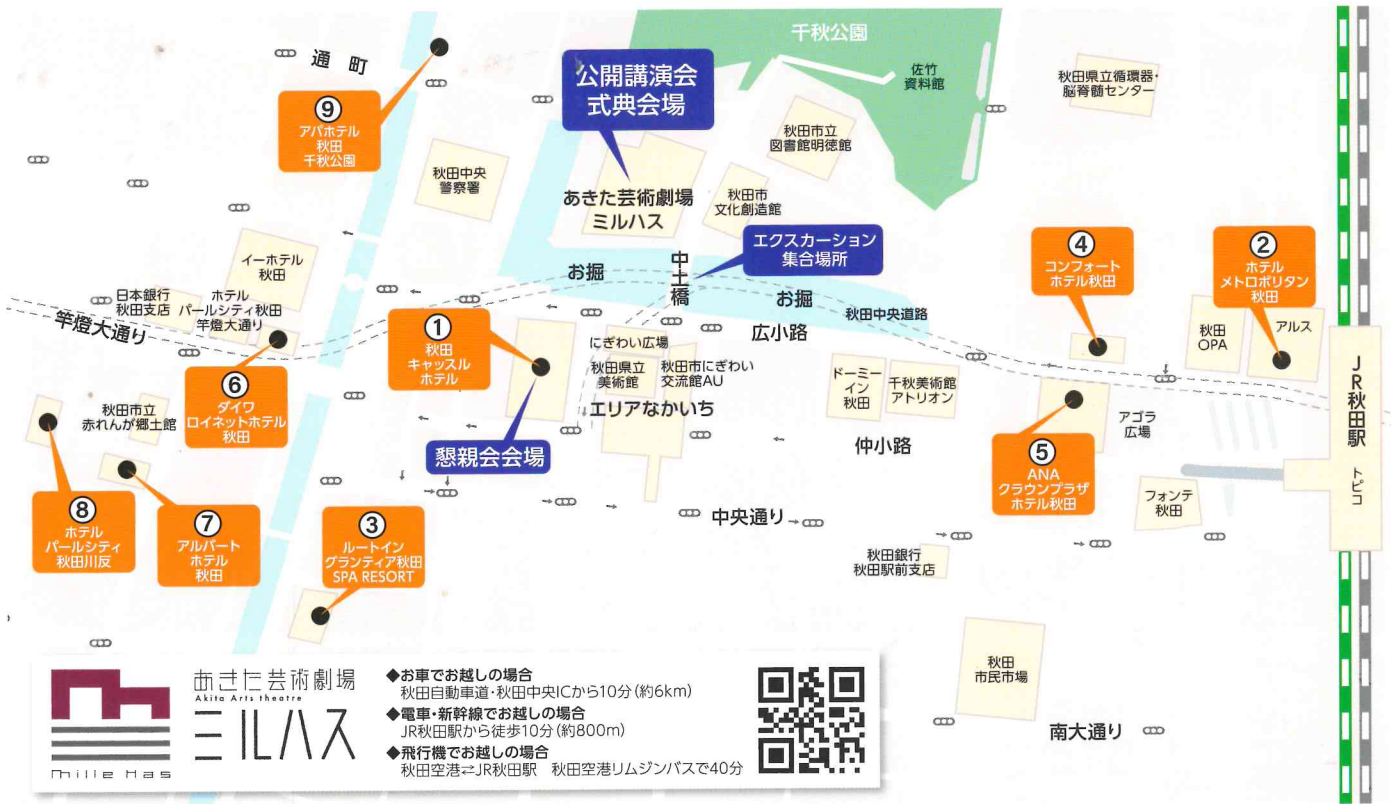 千秋公園
通町
佐竹
資料館
秋田県立循環器・
脳脊髄センター
公開講演会
式典会場
⑨
アパホテル
秋田
千秋公園
秋田市立
図書館明徳館
秋田中央
警察署
あきた芸術劇場
ミルハス
秋田市
文化創造館
エクスカーション
集合場所
中土橋
お掘
お掘
イーホテル
秋田
④
コンフォート
ホテル秋田
②
ホテル
メトロポリタン
秋田
日本銀行
秋田支店
ホテル
パールシティ秋田
竿燈大通り
竿燈大通り
①
秋田
キャッスル
ホテル
広小路
秋田中央道路
秋田
OPA
アルス
にぎわい広場
秋田県立
美術館
秋田市にぎわい
交流館AU
エリアなかいち
ドーミー
イン
秋田
千秋美術館
アトリオン
JR秋田駅
トピコ
⑥
ダイワ
ロイネットホテル
秋田
秋田市立
赤れんが郷土館
懇親会会場
仲小路
アゴラ
広場
⑤
ANA
クラウンプラザ
ホテル秋田
⑧
ホテル
パールシティ
秋田川反
⑦
アルバート
ホテル
秋田
③
ルートイン
グランティア秋田
SPA RESORT
中央通り
フォンテ
秋田
秋田銀行
秋田駅前支店
秋田
市民市場
南大通り
Mille Has
あきた芸術劇場
Akita Arts theatre
ミルハス
◆お車でお越しの場合
秋田自動車道・秋田中央ICから10分(約6km)
◆電車・新幹線でお越しの場合
JR秋田駅から徒歩10分(約800m)
◆飛行機でお越しの場合
秋田空港⇄JR秋田駅 秋田空港リムジンバスで40分